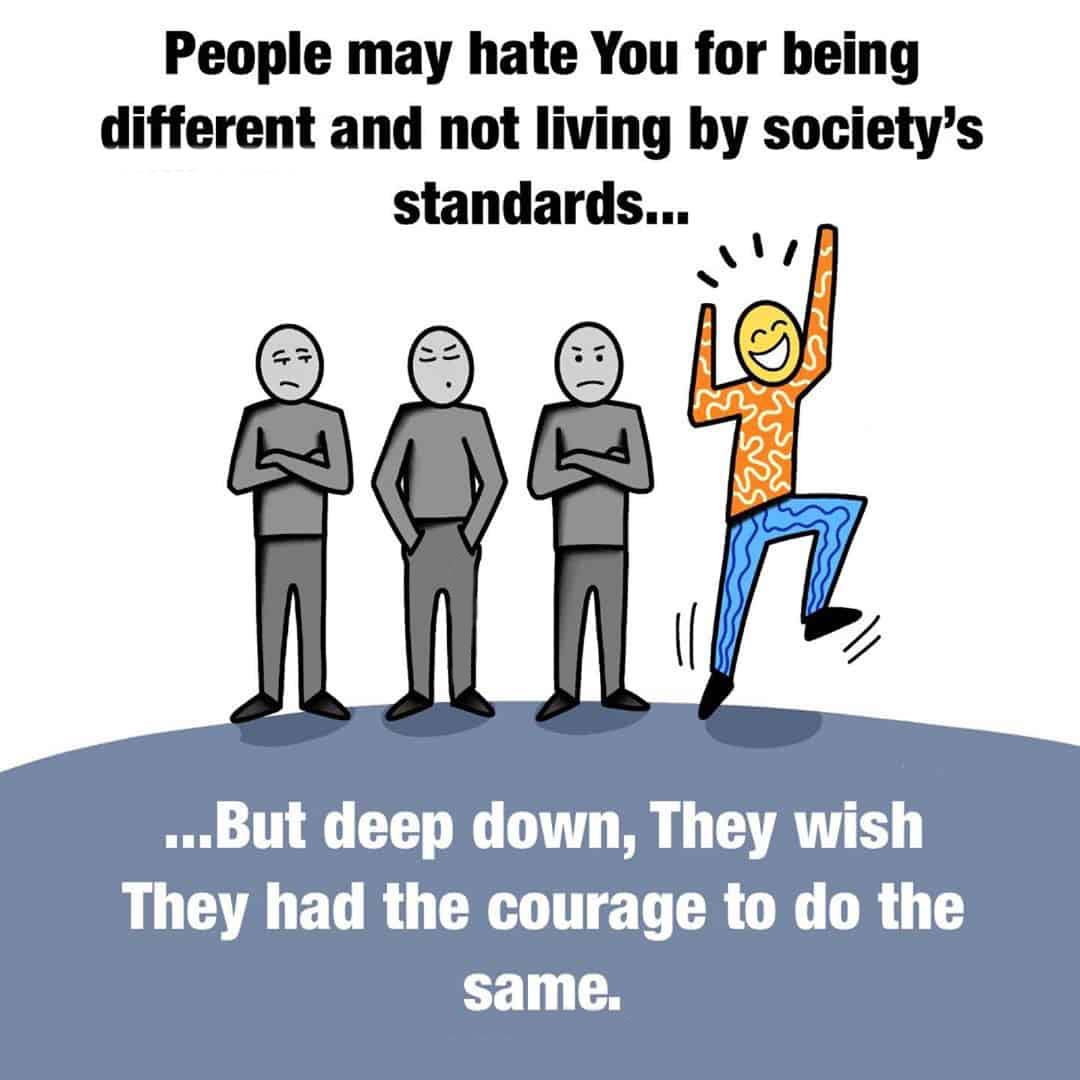 People may hate You for being
different and not living by society’s
standards...
...But deep down, They wish
They had the courage to do the
same.